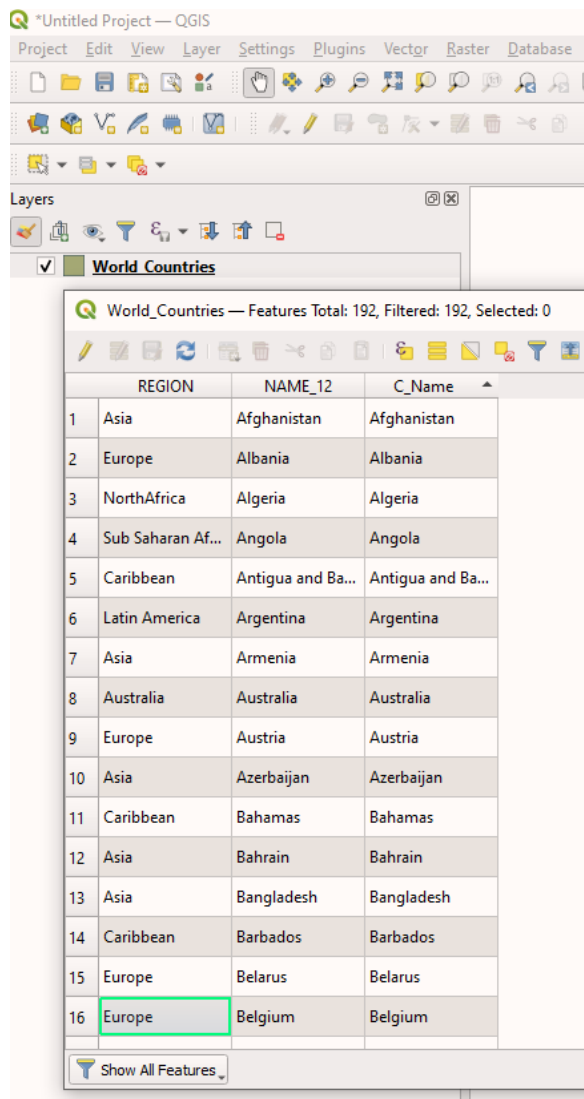 *Untitled Project — QGIS
Project Edit View Layer Settings Plugins Vector Raster Database
Layers
World Countries
World_Countries — Features Total: 192, Filtered: 192, Selected: 0
REGION NAME_12 C_Name
1 Asia Afghanistan Afghanistan
2 Europe Albania Albania
3 NorthAfrica Algeria Algeria
4 Sub Saharan Af... Angola Angola
5 Caribbean Antigua and Ba... Antigua and Ba...
6 Latin America Argentina Argentina
7 Asia Armenia Armenia
8 Australia Australia Australia
9 Europe Austria Austria
10 Asia Azerbaijan Azerbaijan
11 Caribbean Bahamas Bahamas
12 Asia Bahrain Bahrain
13 Asia Bangladesh Bangladesh
14 Caribbean Barbados Barbados
15 Europe Belarus Belarus
16 Europe Belgium Belgium
Show All Features